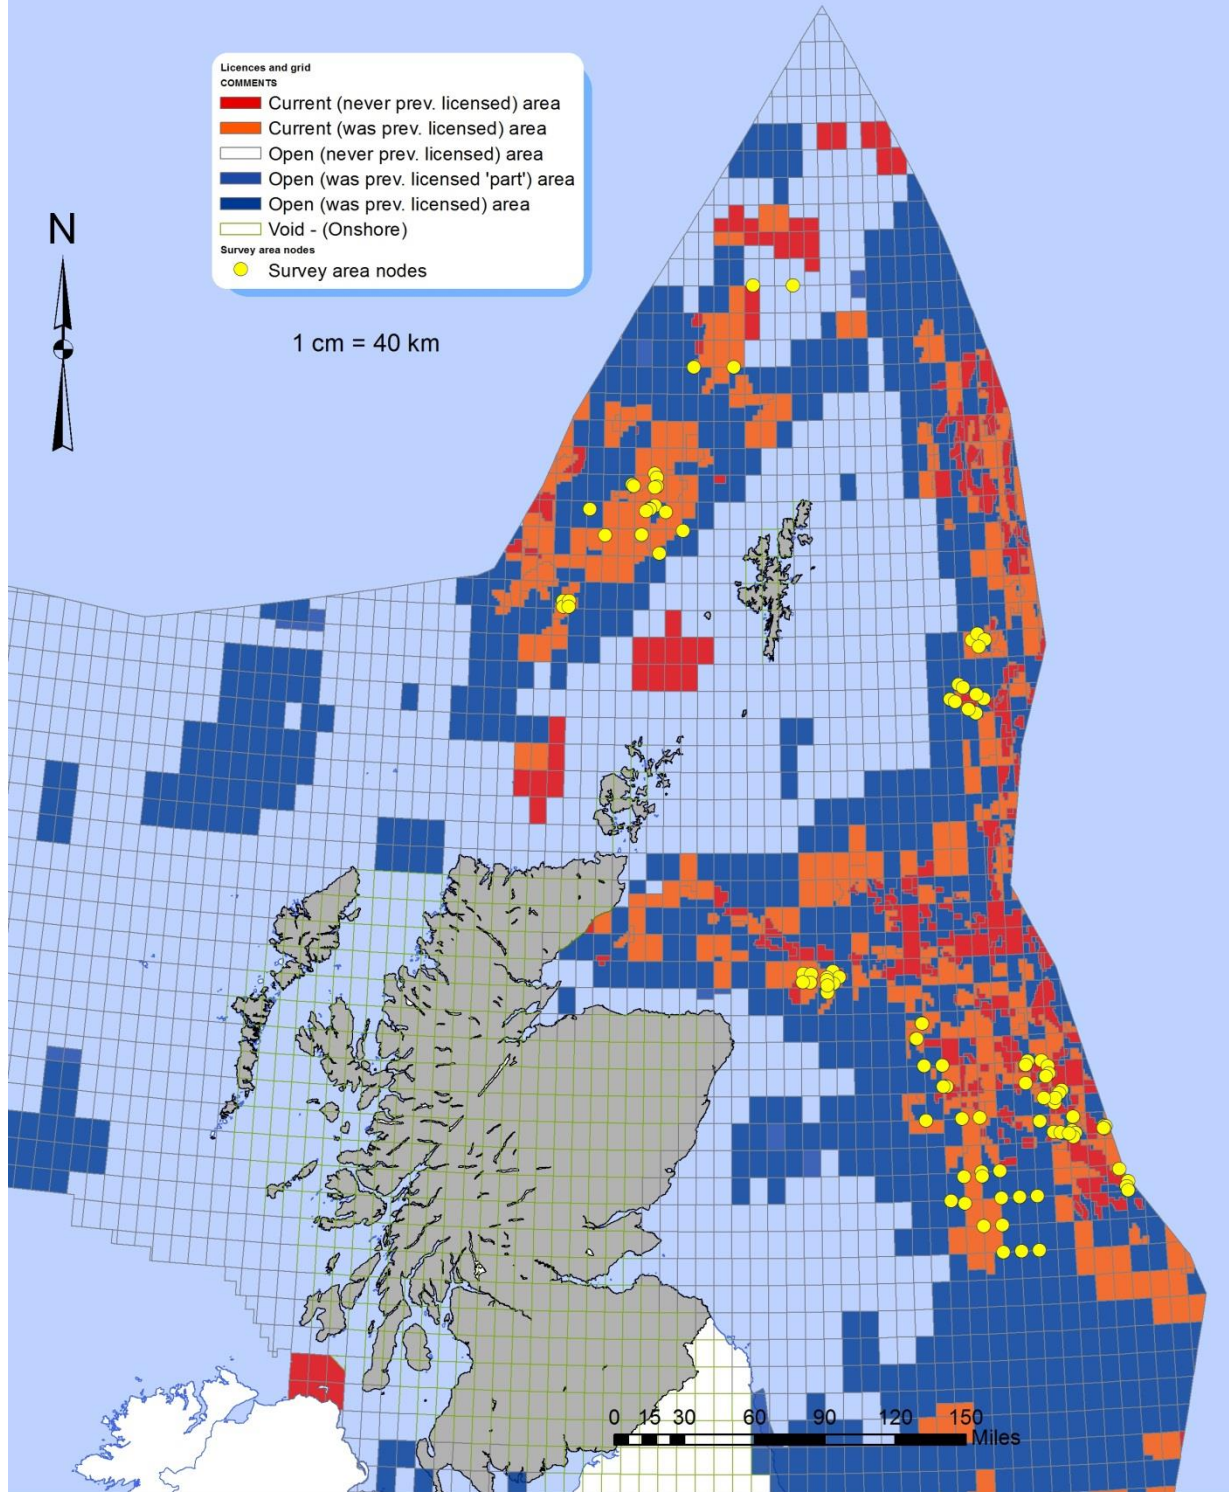 Licences and grid
COMMENTS
Current (never prev. licensed) area
Current (was prev. licensed) area
Open (never prev. licensed) area
Open (was prev. licensed 'part') area
Open (was prev. licensed) area
Void - (Onshore)
Survey area nodes
Survey area nodes
N
1 cm = 40 km
0 15 30 60 90 120 150
Miles